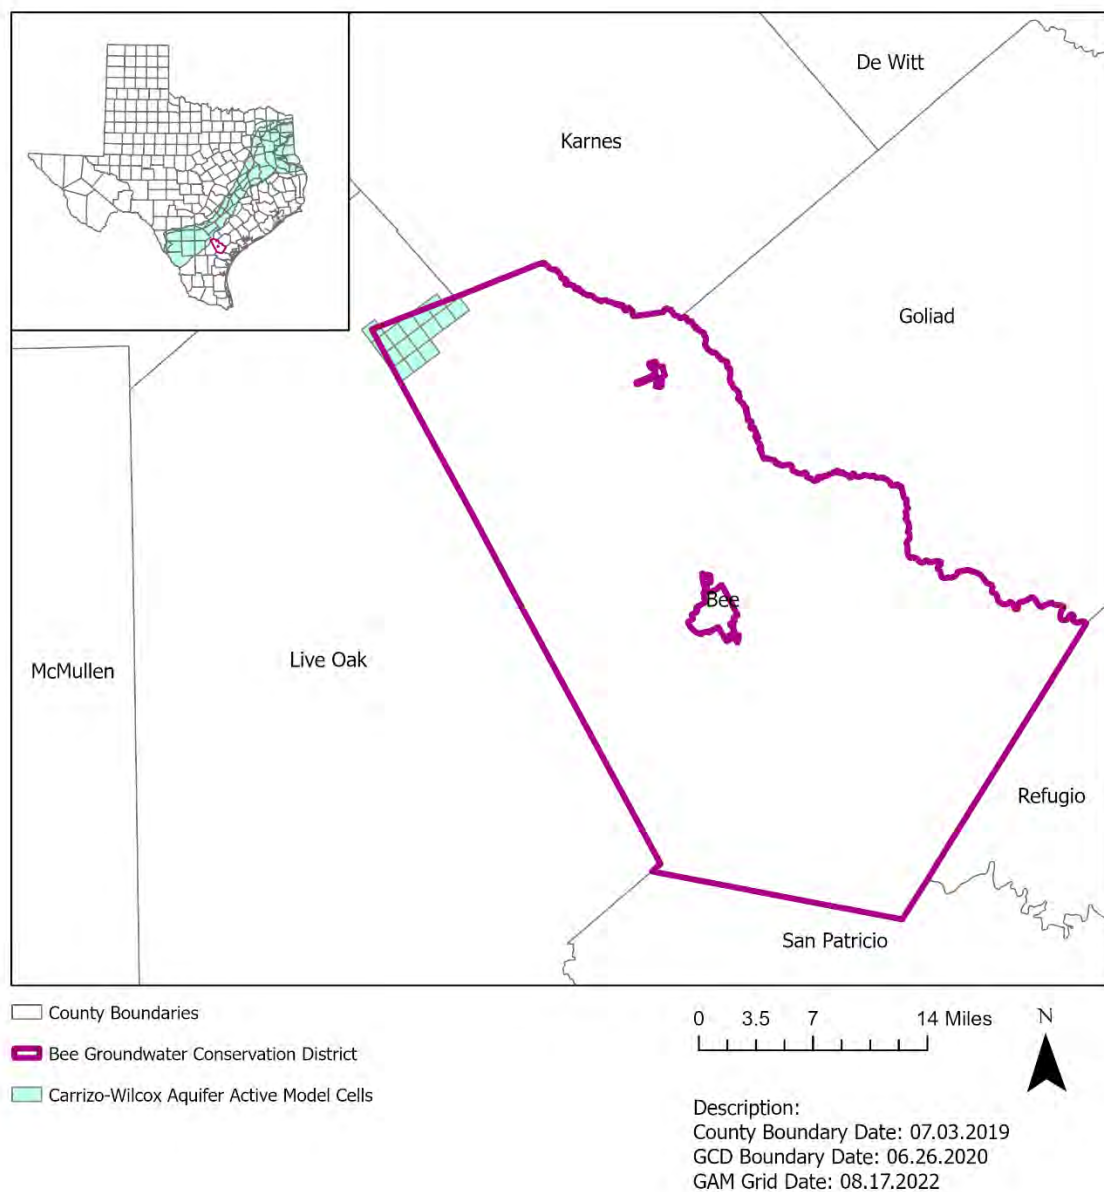 De Witt
Karnes
Goliad
Bee
Live Oak
McMullen
Refugio
San Patricio
County Boundaries
Bee Groundwater Conservation District
Carrizo-Wilcox Aquifer Active Model Cells
0 3.5 7 14 Miles
N
Description:
County Boundary Date: 07.03.2019
GCD Boundary Date: 06.26.2020
GAM Grid Date: 08.17.2022